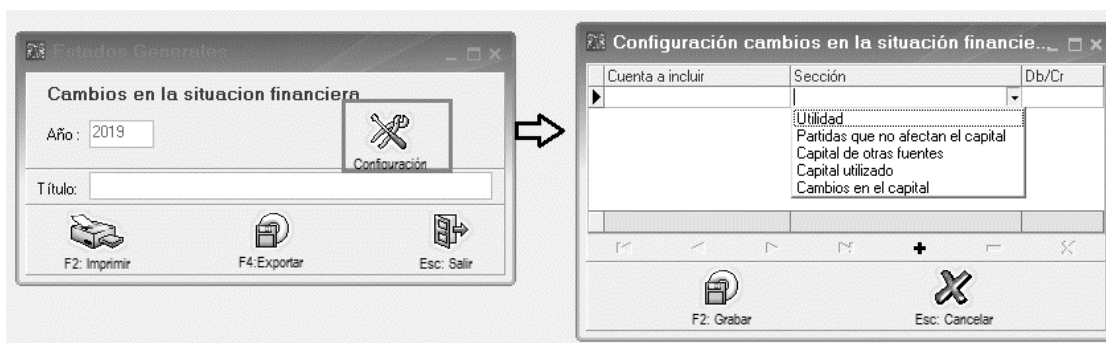 Estados Generales
Cambios en la situacion financiera
Año :
2019
Configuración
Título:
F2: Imprimir
F4:Exportar
Esc: Salir
Configuración cambios en la situación financie...
Cuenta a incluir
Sección
Db/Cr
Utilidad
Partidas que no afectan el capital
Capital de otras fuentes
Capital utilizado
Cambios en el capital
F2: Grabar
Esc: Cancelar